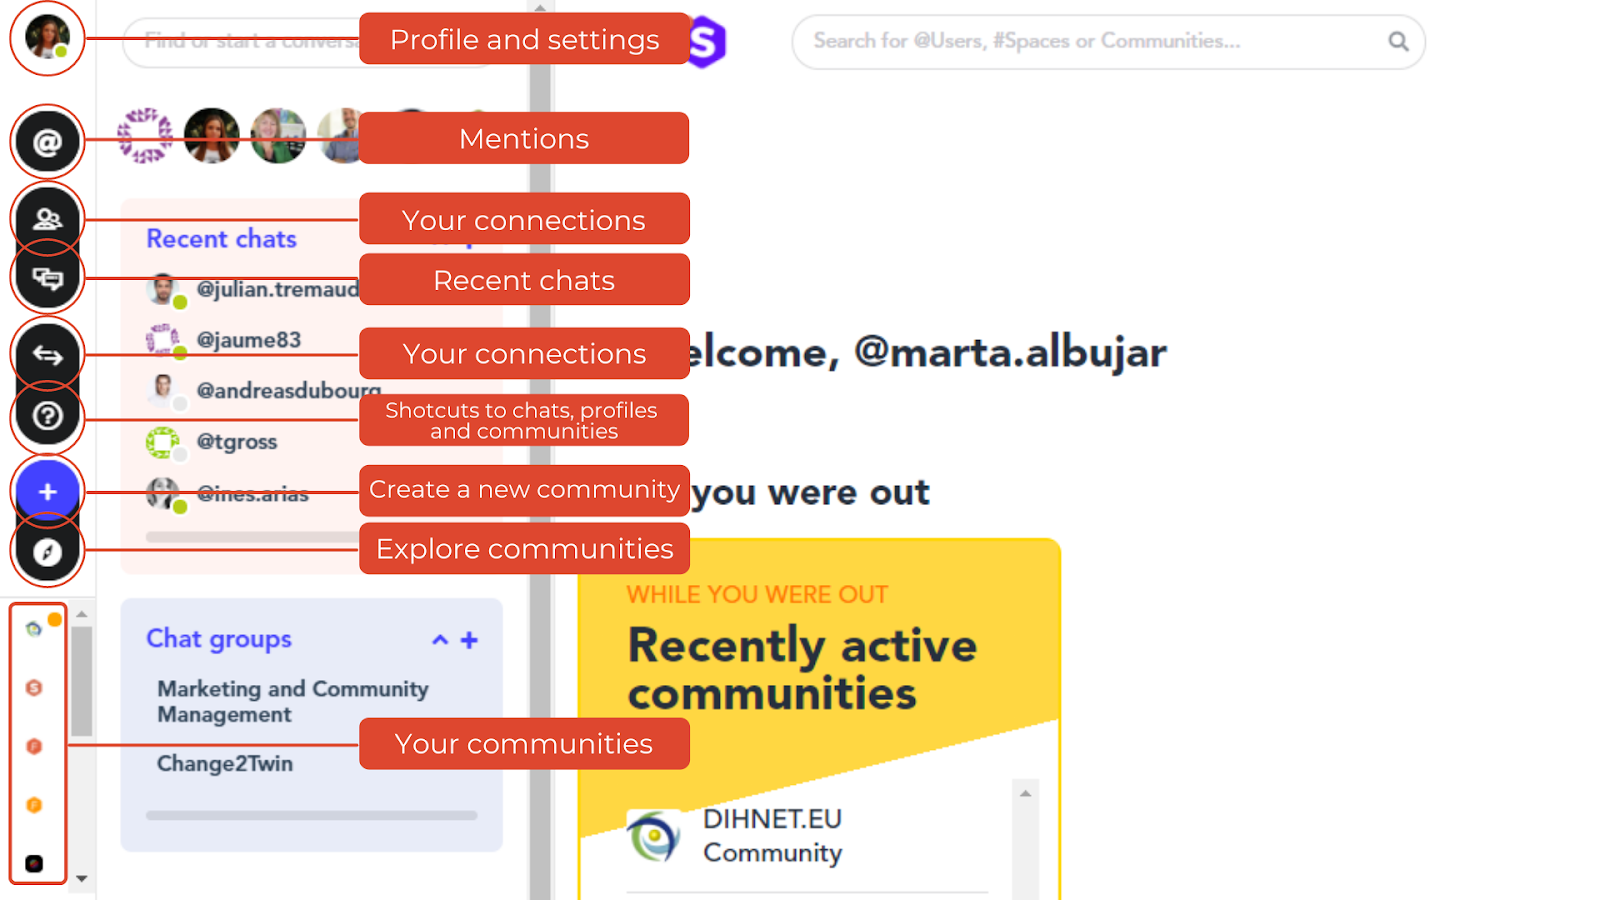 Find or start a conversa
Profile and settings
S
Search for @Users, #Spaces or Communities...
@
Mentions
Your connections
Recent chats
Recent chats
@julian.tremaud
@jaume83
Your connections
elcome, @marta.albujar
@andreasdubourg
?
Shotcuts to chats, profiles
and communities
@tgross
+
@ines.arias
Create a new community
you were out
Explore communities
WHILE YOU WERE OUT
Recently active
communities
Chat groups
Marketing and Community
Management
Change2Twin
Your communities
S
F
F
DIHNET.EU
Community